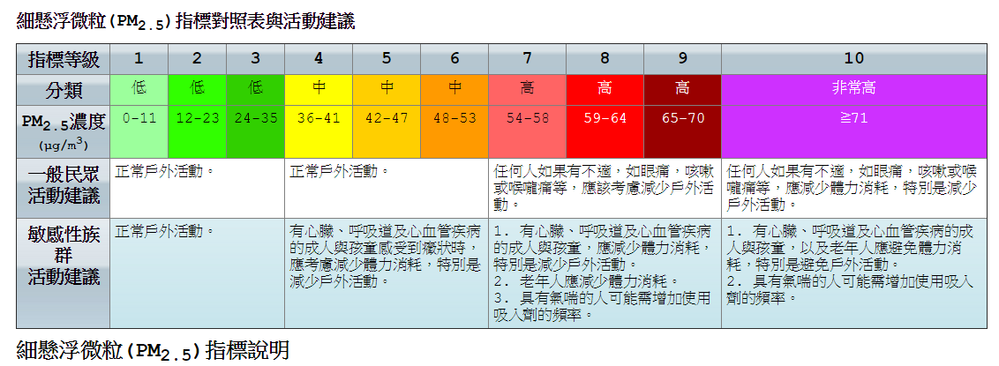 細懸浮微粒(PM2.5)指標對照表與活動建議
指標等級 1 2 3 4 5 6 7 8 9 10
分類 低 低 低 中 中 中 高 高 高 非常高
PM2.5濃度 0-11 12-23 24-35 36-41 42-47 48-53 54-58 59-64 65-70 ≧71
(μg/m3)
一般民眾
活動建議
正常戶外活動。
正常戶外活動。
任何人如果有不適，如眼痛，咳嗽
或喉嚨痛等，應該考慮減少戶外活
動。
任何人如果有不適，如眼痛，咳嗽或喉
嚨痛等，應減少體力消耗，特別是減少
戶外活動。
敏感性族
群
活動建議
正常戶外活動。
有心臟、呼吸道及心血管疾病
的成人與孩童感受到癥狀時，
應考慮減少體力消耗，特別是
減少戶外活動。
1. 有心臟、呼吸道及心血管疾病
的成人與孩童，應減少體力消耗，
特別是減少戶外活動。
2. 老年人應減少體力消耗。
3. 具有氣喘的人可能需增加使用
吸入劑的頻率。
1. 有心臟、呼吸道及心血管疾病的成
人與孩童，以及老年人應避免體力消
耗，特別是避免戶外活動。
2. 具有氣喘的人可能需增加使用吸入
劑的頻率。
細懸浮微粒(PM2.5)指標說明